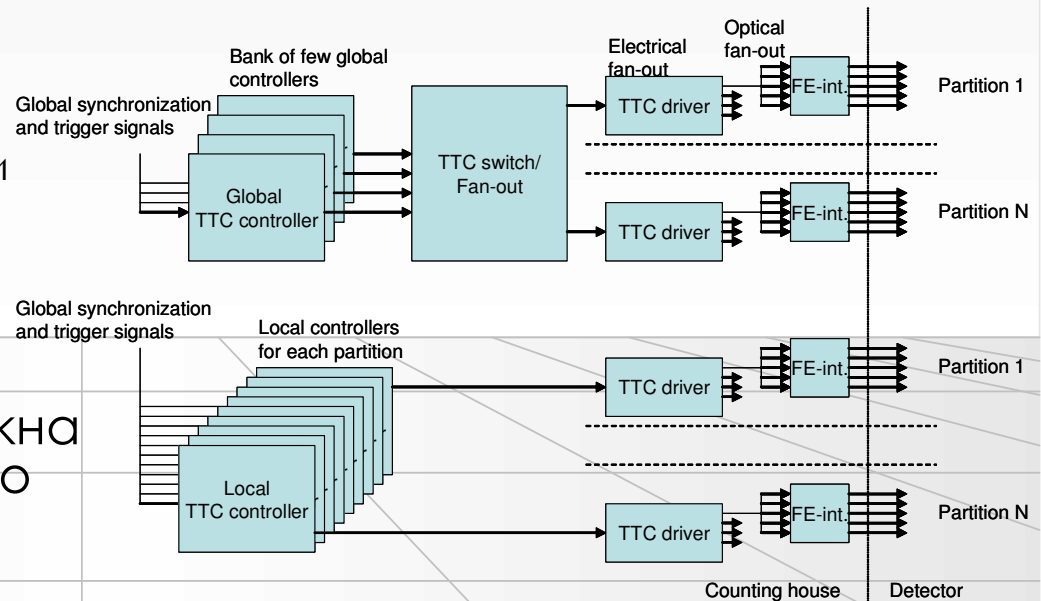 Optical
fan-out
Electrical
fan-out
Bank of few global
controllers
Global synchronization
and trigger signals
TTC driver
FE-int.
Partition 1
1
TTC switch/
Fan-out
Global
TTC controller
TTC driver
FE-int.
Partition N
Global synchronization
and trigger signals
Local controllers
for each partition
TTC driver
FE-int.
Partition 1
кна
о
Local
TTC controller
TTC driver
FE-int.
Partition N
Counting house
Detector